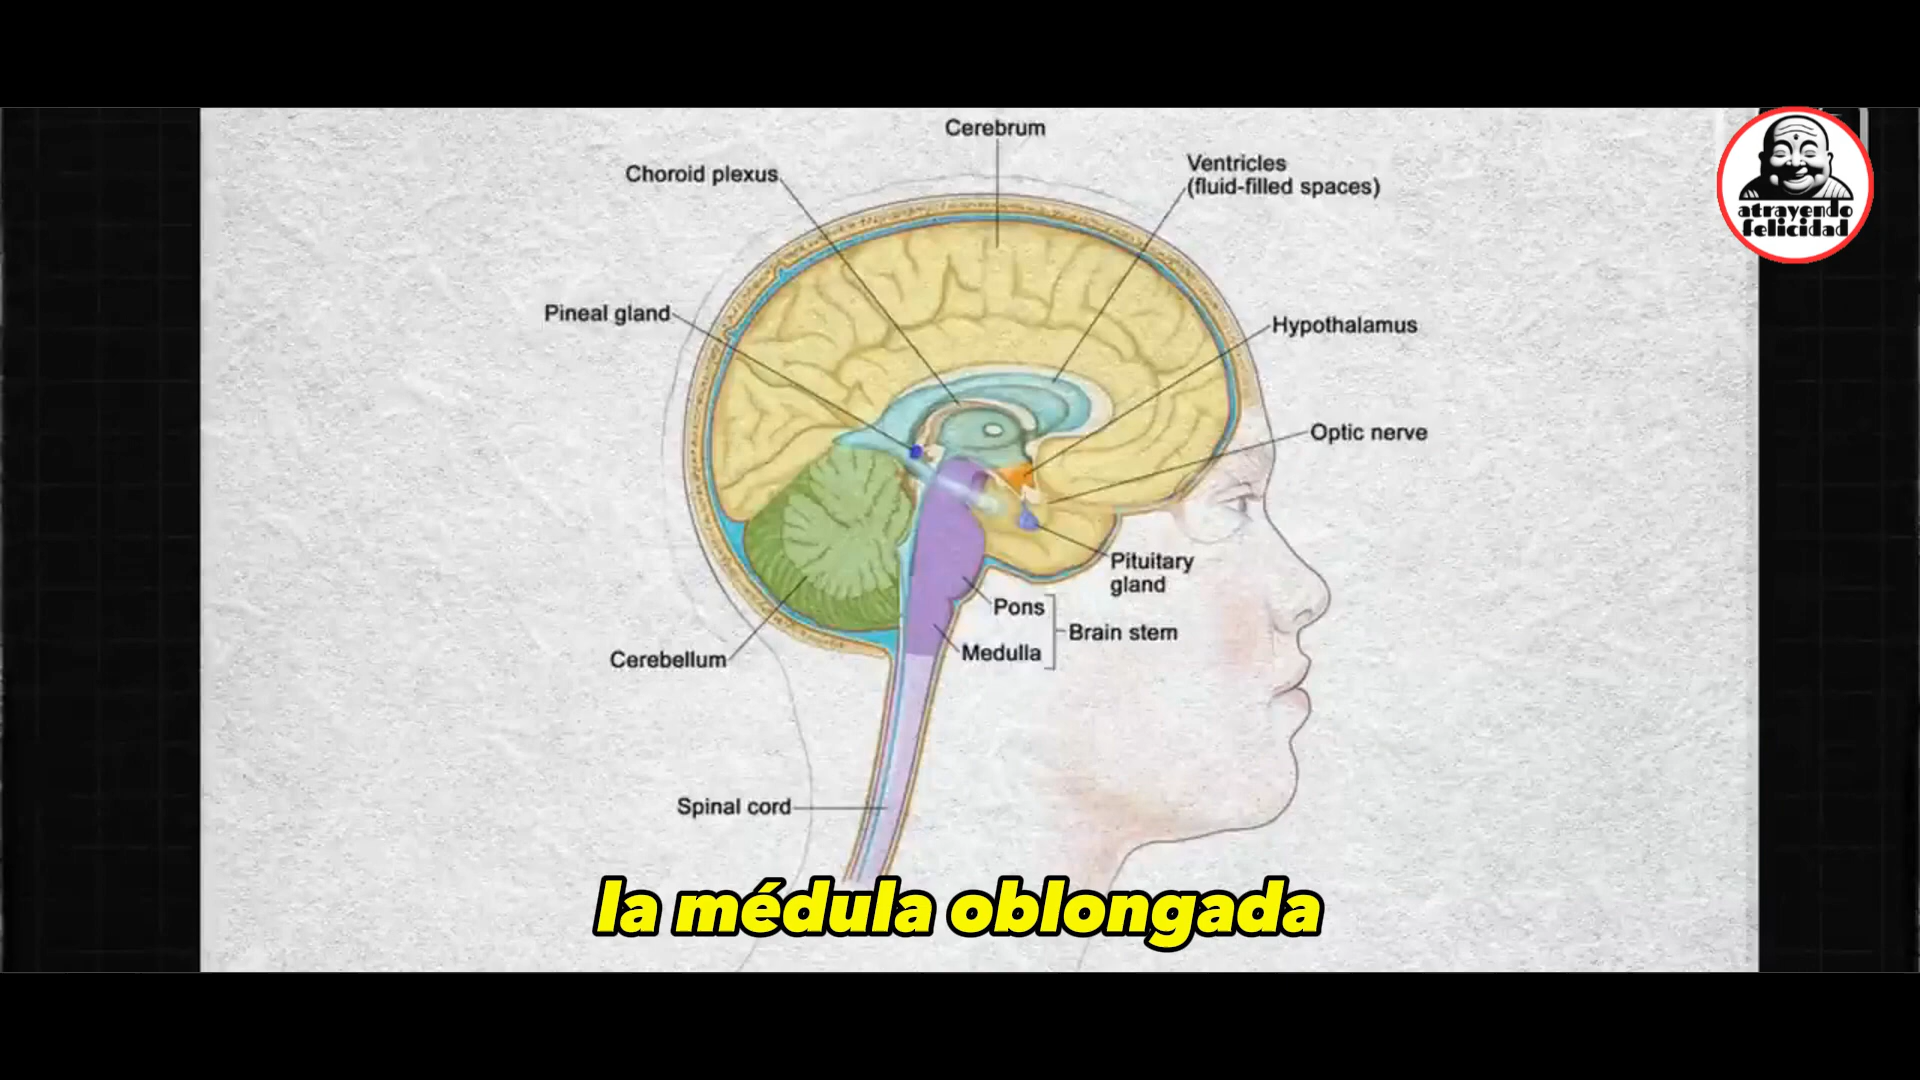 Cerebrum
Choroid plexus
Ventricles
(fluid-filled spaces)
Pineal gland
Hypothalamus
Optic nerve
Pituitary
gland
Pons
Brain stem
Medulla
Cerebellum
Spinal cord
la médula oblongada
atrayendo
felicidad